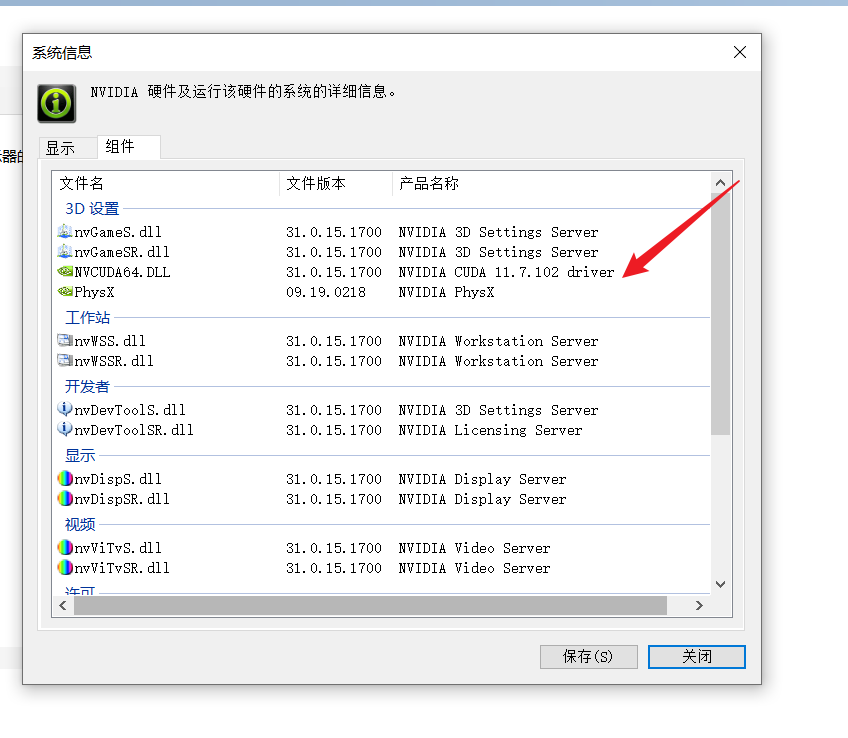 系统信息
NVIDIA 硬件及运行该硬件的系统的详细信息。
显示 组件
文件名 文件版本 产品名称
3D 设置
nvGameS.dll 31.0.15.1700 NVIDIA 3D Settings Server
nvGameSR.dll 31.0.15.1700 NVIDIA 3D Settings Server
NVCUDA64.DLL 31.0.15.1700 NVIDIA CUDA 11.7.102 driver
PhysX 09.19.0218 NVIDIA PhysX
工作站
nvWSS.dll 31.0.15.1700 NVIDIA Workstation Server
nvWSSR.dll 31.0.15.1700 NVIDIA Workstation Server
开发者
nvDevToolS.dll 31.0.15.1700 NVIDIA 3D Settings Server
nvDevToolSR.dll 31.0.15.1700 NVIDIA Licensing Server
显示
nvDispS.dll 31.0.15.1700 NVIDIA Display Server
nvDispSR.dll 31.0.15.1700 NVIDIA Display Server
视频
nvViTvS.dll 31.0.15.1700 NVIDIA Video Server
nvViTvSR.dll 31.0.15.1700 NVIDIA Video Server
许可
保存(S) 关闭